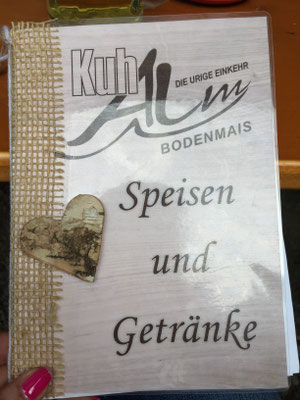 Kuh
Alm
DIE URIGE EINKEHR
BODENMAIS
Speisen
und
Getränke